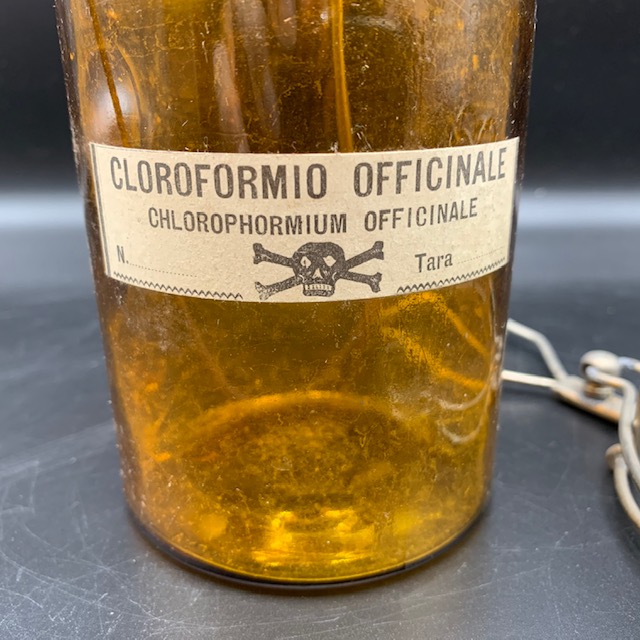 CLOROFORMIO OFFICINALE
CHLOROPHORMIUM OFFICINALE
N. Tara